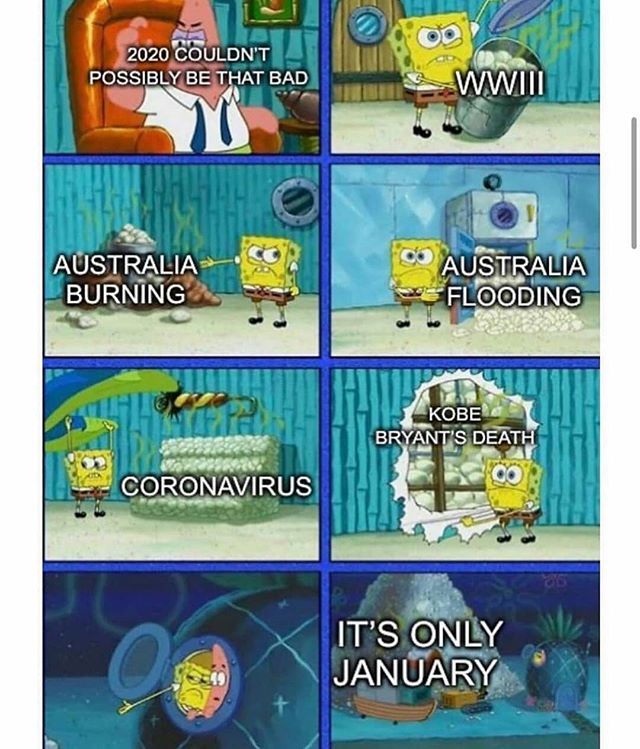 2020 COULDN'T
POSSIBLY BE THAT BAD
WWIII
AUSTRALIA
BURNING
AUSTRALIA
FLOODING
CORONAVIRUS
KOBE
BRYANT'S DEATH
IT'S ONLY
JANUARY